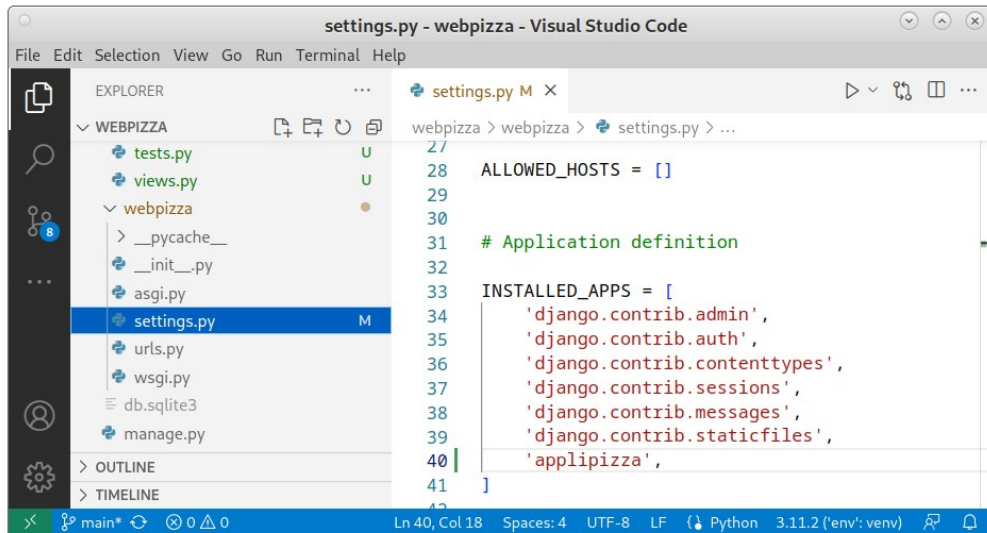 settings.py - webpizza - Visual Studio Code
File Edit Selection View Go Run Terminal Help
EXPLORER
WEBPIZZA
tests.py U
views.py U
webpizza
__pycache__
__init__.py
asgi.py
settings.py M
urls.py
wsgi.py
db.sqlite3
manage.py
OUTLINE
TIMELINE
8
settings.py M
webpizza > webpizza > settings.py > ...
27
28 ALLOWED_HOSTS = []
29
30
31 # Application definition
32
33 INSTALLED_APPS = [
34 'django.contrib.admin',
35 'django.contrib.auth',
36 'django.contrib.contenttypes',
37 'django.contrib.sessions',
38 'django.contrib.messages',
39 'django.contrib.staticfiles',
40 'applipizza',
41 ]
42
main* 0 0 Ln 40, Col 18 Spaces: 4 UTF-8 LF Python 3.11.2 ('env': venv)